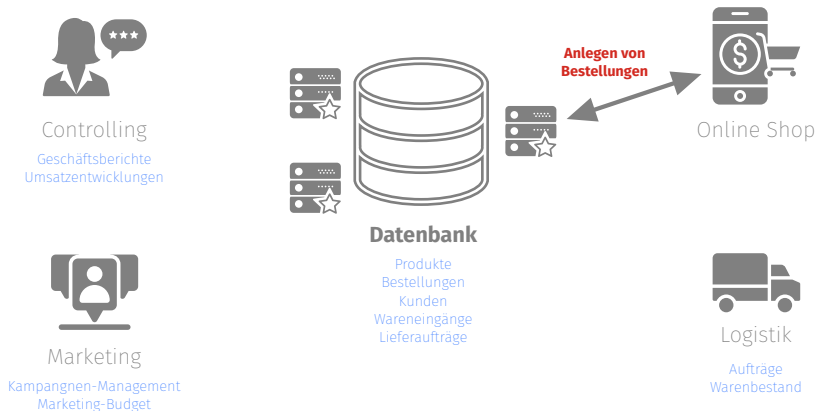 Controlling
Geschäftsberichte
Umsatzentwicklungen
Anlegen von
Bestellungen
Online Shop
Datenbank
Produkte
Bestellungen
Kunden
Wareneingänge
Lieferaufträge
Marketing
Kampangnen-Management
Marketing-Budget
Logistik
Aufträge
Warenbestand